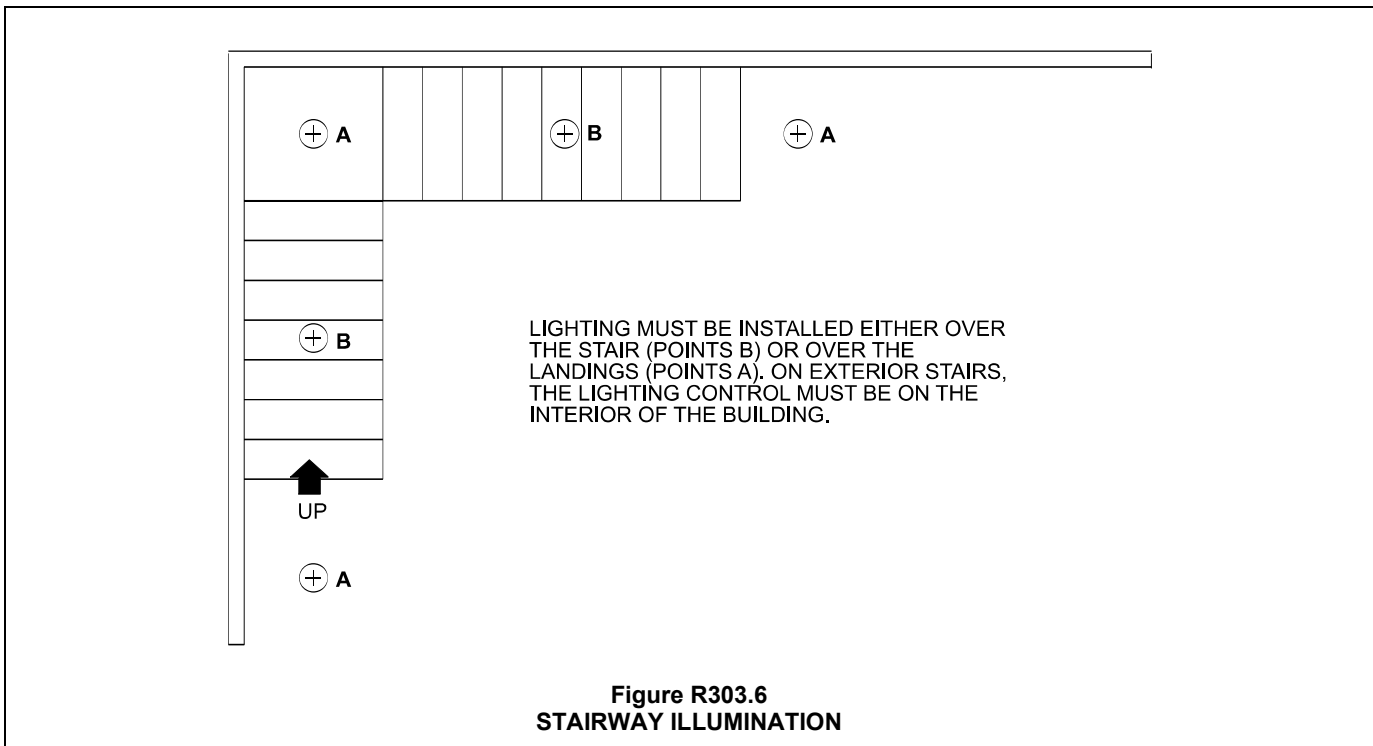 A
B
A
B
LIGHTING MUST BE INSTALLED EITHER OVER
THE STAIR (POINTS B) OR OVER THE
LANDINGS (POINTS A). ON EXTERIOR STAIRS,
THE LIGHTING CONTROL MUST BE ON THE
INTERIOR OF THE BUILDING.
UP
A
Figure R303.6
STAIRWAY ILLUMINATION